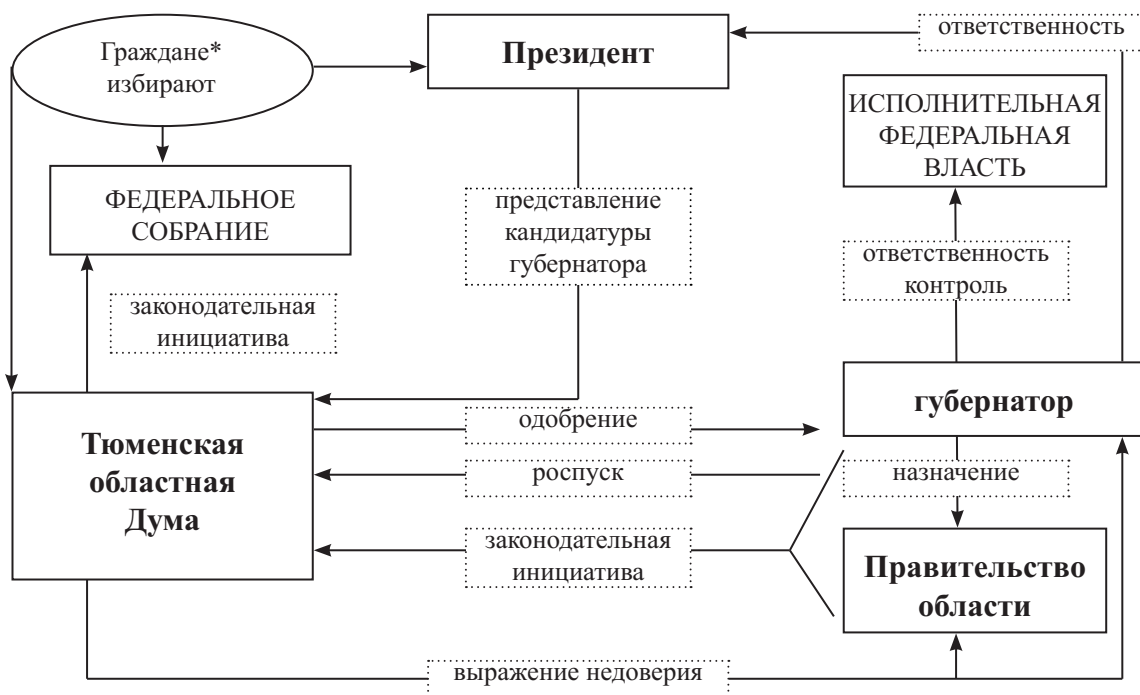 Граждане*
избирают
Президент
ответственность
ИСПОЛНИТЕЛЬНАЯ
ФЕДЕРАЛЬНАЯ
ВЛАСТЬ
ФЕДЕРАЛЬНОЕ
СОБРАНИЕ
представление
кандидатуры
губернатора
ответственность
контроль
законодательная
инициатива
губернатор
Тюменская
областная
Дума
одобрение
роспуск
назначение
законодательная
инициатива
Правительство
области
выражение недоверия